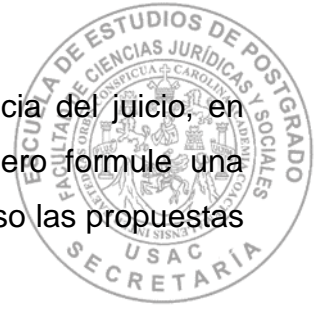 cia del juicio, en
ero formule una
so las propuestas
ESCUELA DE ESTUDIOS DE POSTGRADO
FACULTAD DE CIENCIAS JURÍDICAS Y SOCIALES
USAC
SECRETARÍA